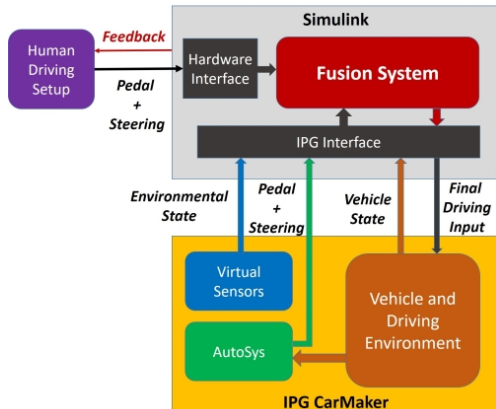 Simulink
Feedback
Human
Driving
Setup
Pedal
+
Steering
Hardware
Interface
Fusion System
IPG Interface
Environmental
State
Pedal
+
Steering
Vehicle
State
Final
Driving
Input
Virtual
Sensors
AutoSys
Vehicle and
Driving
Environment
IPG CarMaker